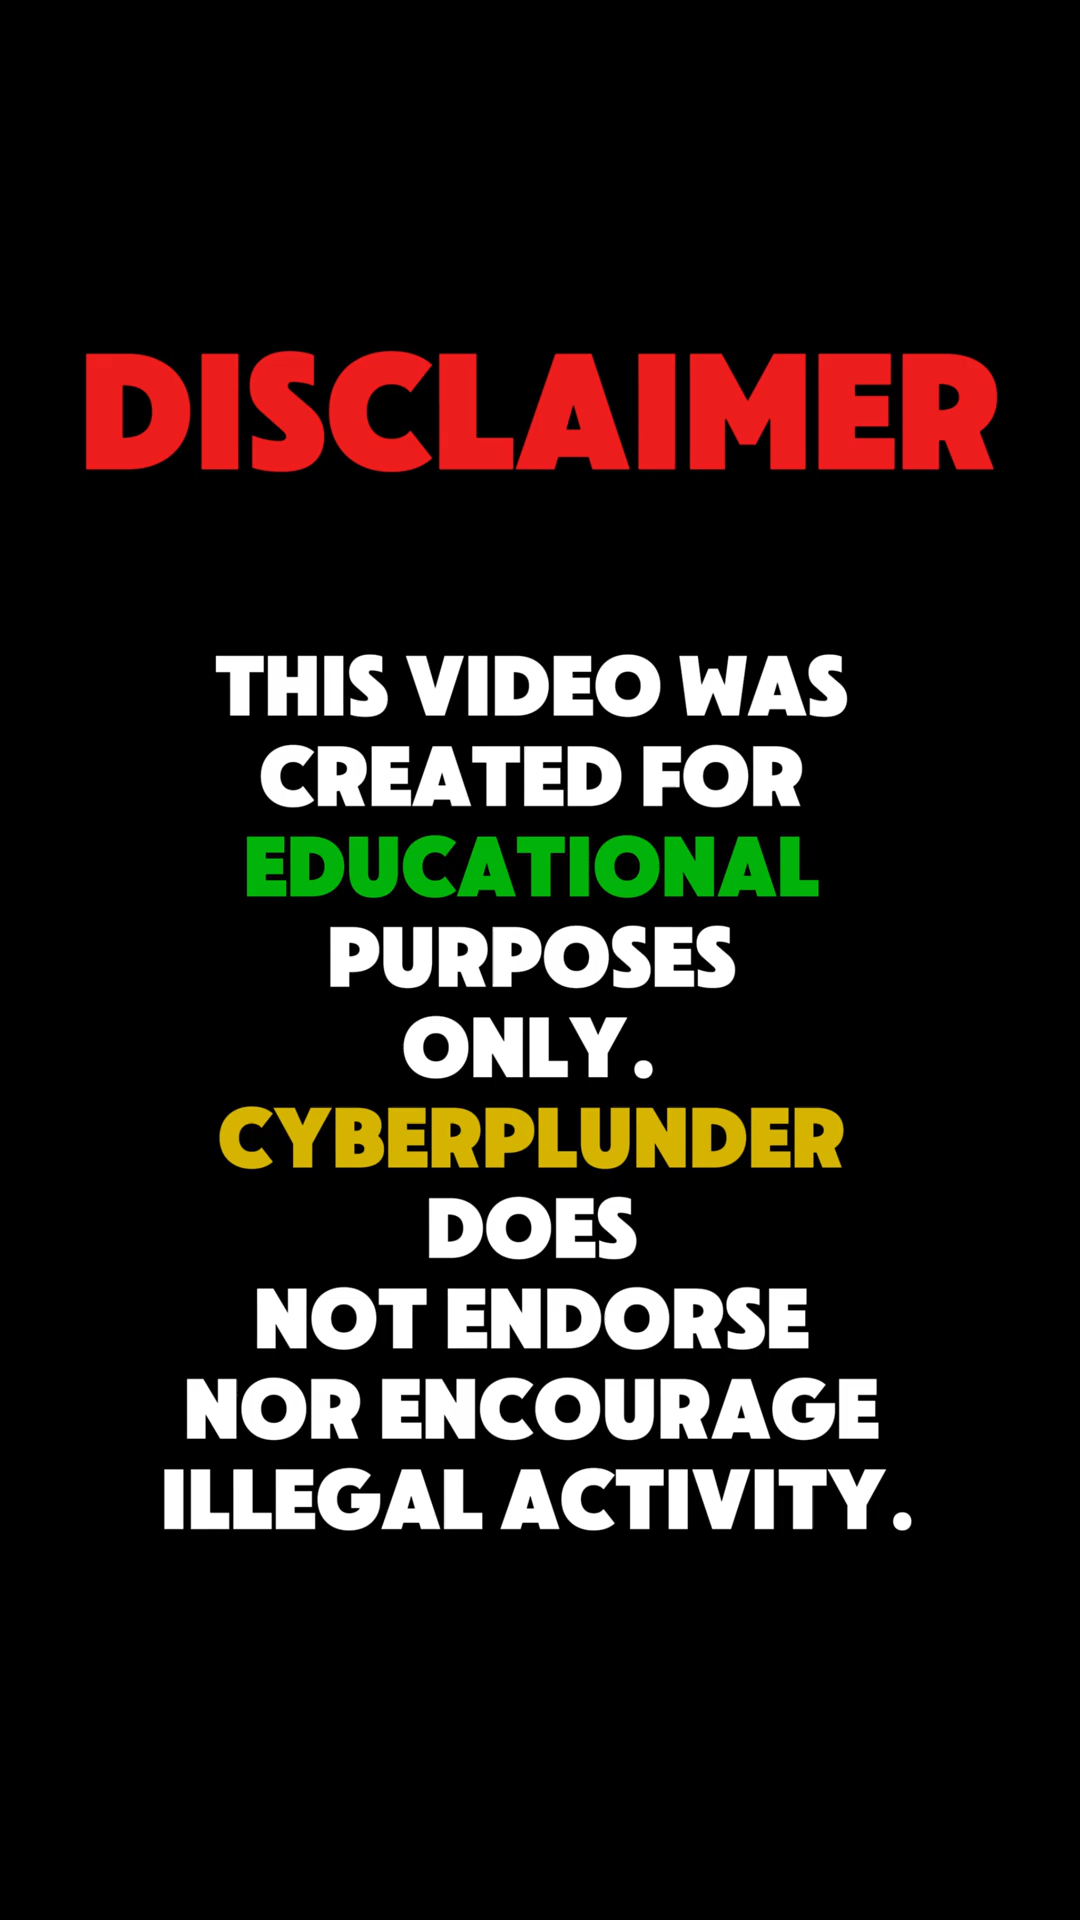 DISCLAIMER
THIS VIDEO WAS
CREATED FOR
EDUCATIONAL
PURPOSES
ONLY.
CYBERPLUNDER
DOES
NOT ENDORSE
NOR ENCOURAGE
ILLEGAL ACTIVITY.